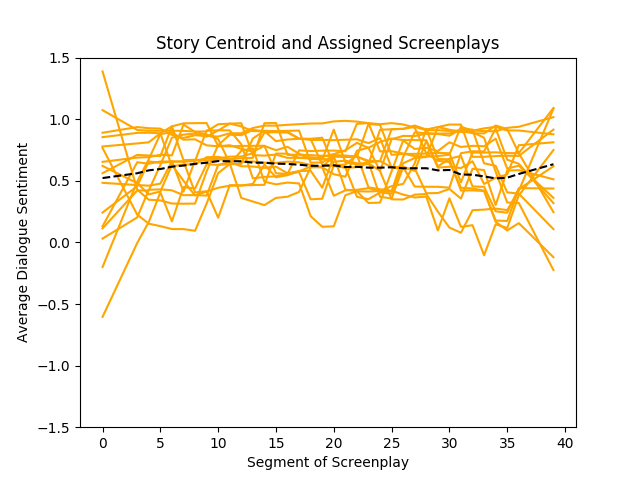 Story Centroid and Assigned Screenplays
1.5
1.0
0.5
0.0
−0.5
−1.0
−1.5
Average Dialogue Sentiment
0 5 10 15 20 25 30 35 40
Segment of Screenplay